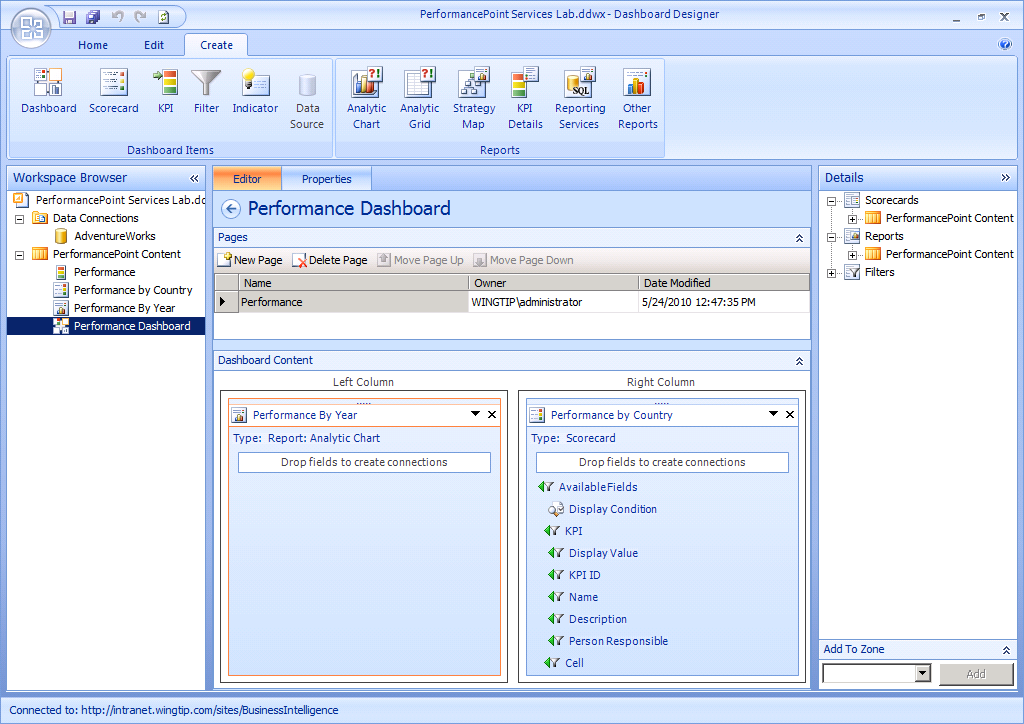 PerformancePoint Services Lab.ddwx - Dashboard Designer
Home Edit Create
Dashboard Scorecard KPI Filter Indicator Data Source
Analytic Chart Analytic Grid Strategy Map KPI Details Reporting Services Other Reports
Dashboard Items Reports
Workspace Browser
PerformancePoint Services Lab.dd
Data Connections
AdventureWorks
PerformancePoint Content
Performance
Performance by Country
Performance By Year
Performance Dashboard
Editor Properties
Performance Dashboard
Pages
New Page Delete Page Move Page Up Move Page Down
Name Owner Date Modified
Performance WINGTIP\administrator 5/24/2010 12:47:35 PM
Dashboard Content
Left Column
Performance By Year
Type: Report: Analytic Chart
Drop fields to create connections
Right Column
Performance by Country
Type: Scorecard
Drop fields to create connections
AvailableFields
Display Condition
KPI
Display Value
KPI ID
Name
Description
Person Responsible
Cell
Details
Scorecards
PerformancePoint Content
Reports
PerformancePoint Content
Filters
Add To Zone
Add
Connected to: http://intranet.wingtip.com/sites/BusinessIntelligence